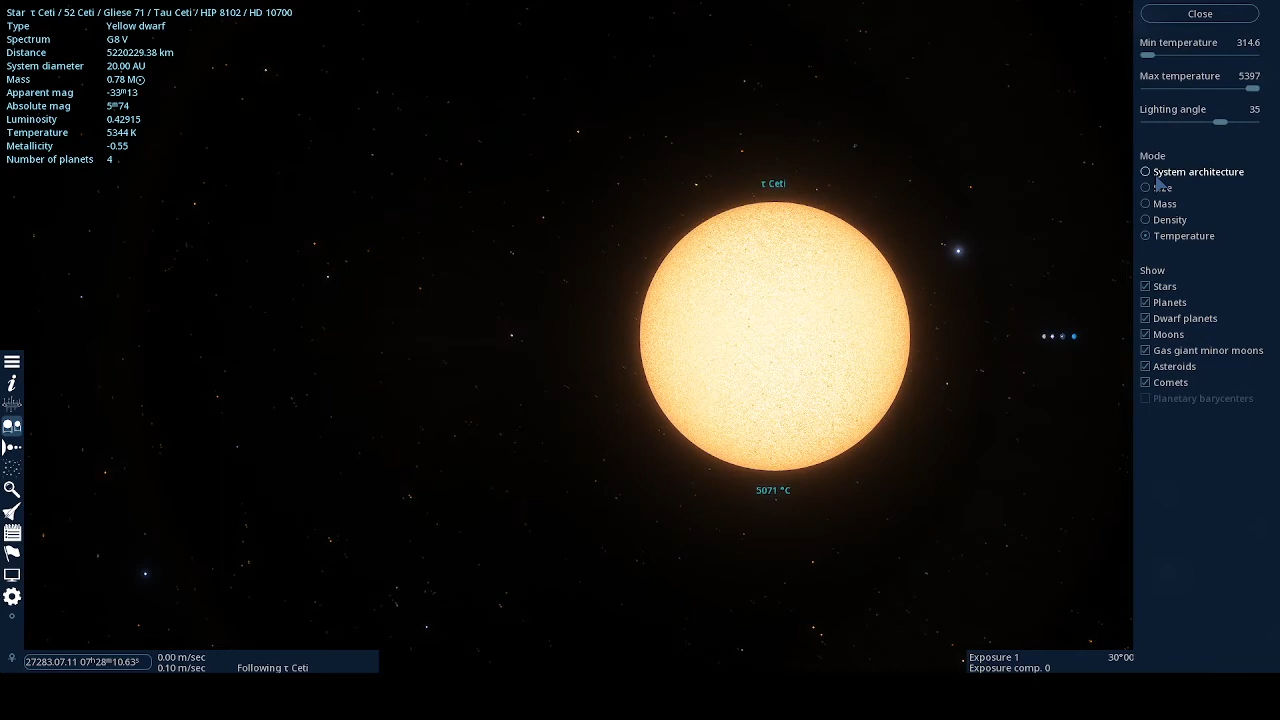 Star τ Ceti / 52 Ceti / Gliese 71 / Tau Ceti / HIP 8102 / HD 10700
Type Yellow dwarf
Spectrum G8 V
Distance 5220229.38 km
System diameter 20.00 AU
Mass 0.78 M☉
Apparent mag -33ᵐ13
Absolute mag 5ᵐ74
Luminosity 0.42915
Temperature 5344 K
Metallicity -0.55
Number of planets 4
τ Ceti
5071 °C
Close
Min temperature 314.6
Max temperature 5397
Lighting angle 35
Mode
System architecture
Size
Mass
Density
Temperature
Show
Stars
Planets
Dwarf planets
Moons
Gas giant minor moons
Asteroids
Comets
Planetary barycenters
27283.07.11 07ʰ28ᵐ10.63ˢ
0.00 m/sec
0.10 m/sec Following τ Ceti
Exposure 1 30°00
Exposure comp. 0